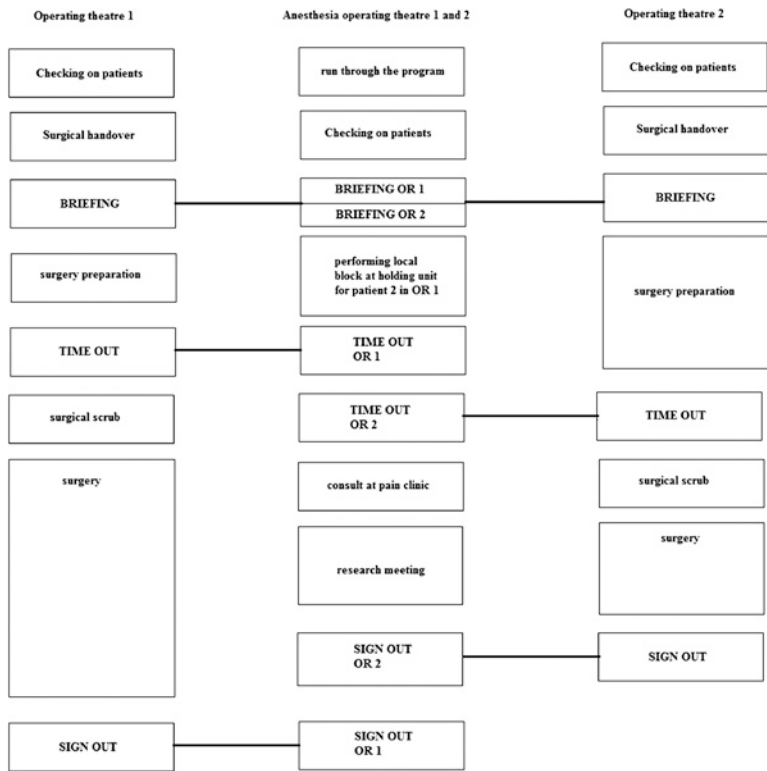 Operating theatre 1
Checking on patients
Surgical handover
BRIEFING
surgery preparation
TIME OUT
surgical scrub
surgery
SIGN OUT
Anesthesia operating theatre 1 and 2
run through the program
Checking on patients
BRIEFING OR 1
BRIEFING OR 2
performing local
block at holding unit
for patient 2 in OR 1
TIME OUT
OR 1
TIME OUT
OR 2
consult at pain clinic
research meeting
SIGN OUT
OR 2
SIGN OUT
OR 1
Operating theatre 2
Checking on patients
Surgical handover
BRIEFING
surgery preparation
TIME OUT
surgical scrub
surgery
SIGN OUT